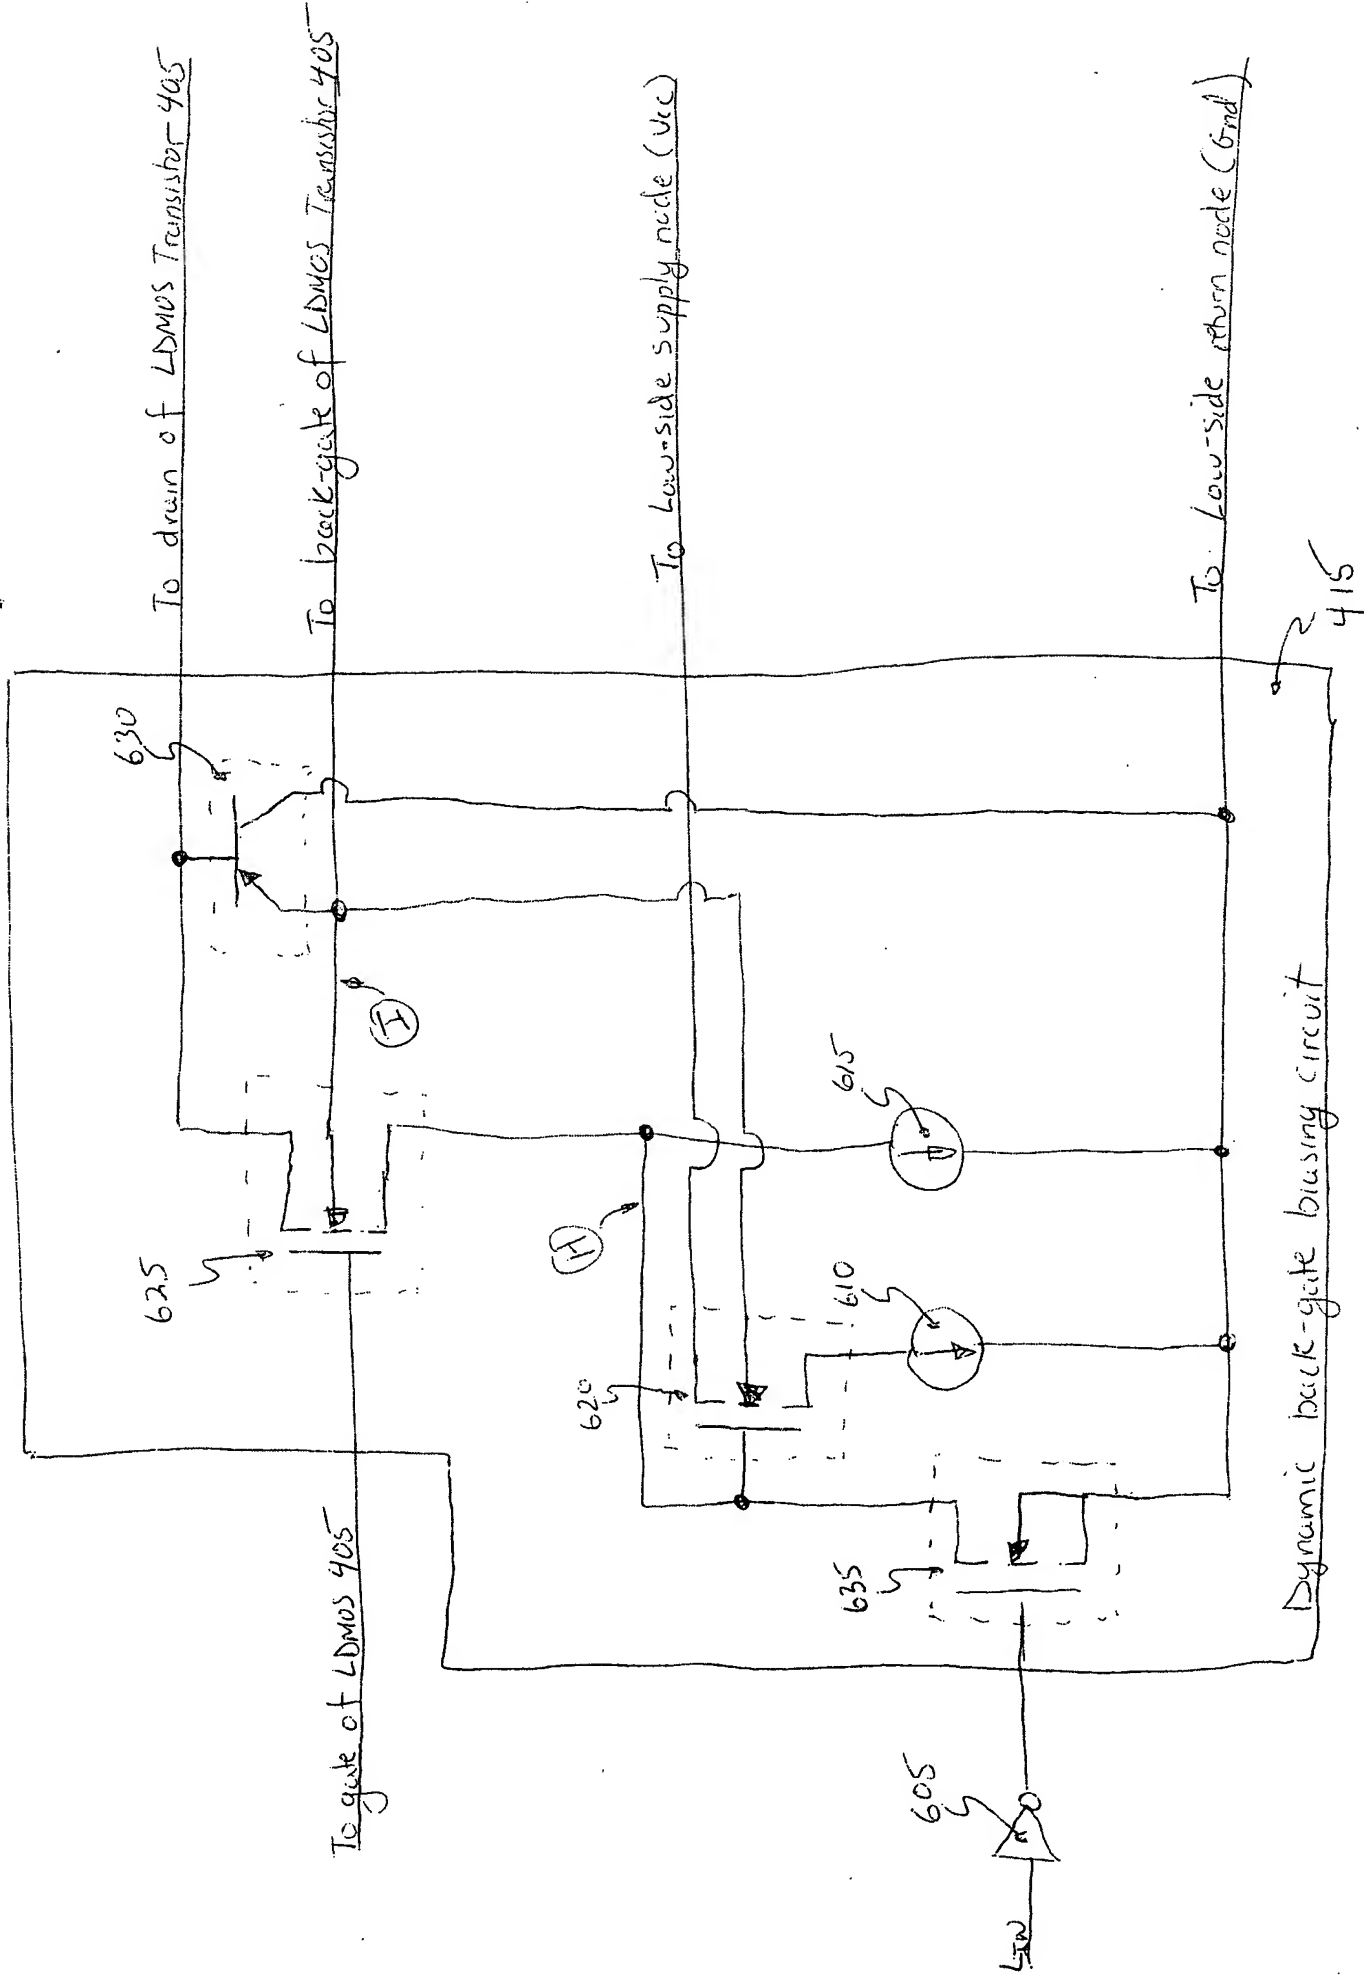 To drain of LDMOS Transistor 405
To back-gate of LDMOS Transistor 405
To Low-side supply node (Vcc)
To Low-side return node (Gnd)
415
630
I
625
H
615
610
620
635
Dynamic back-gate biasing circuit
To gate of LDMOS 405
605
LIN